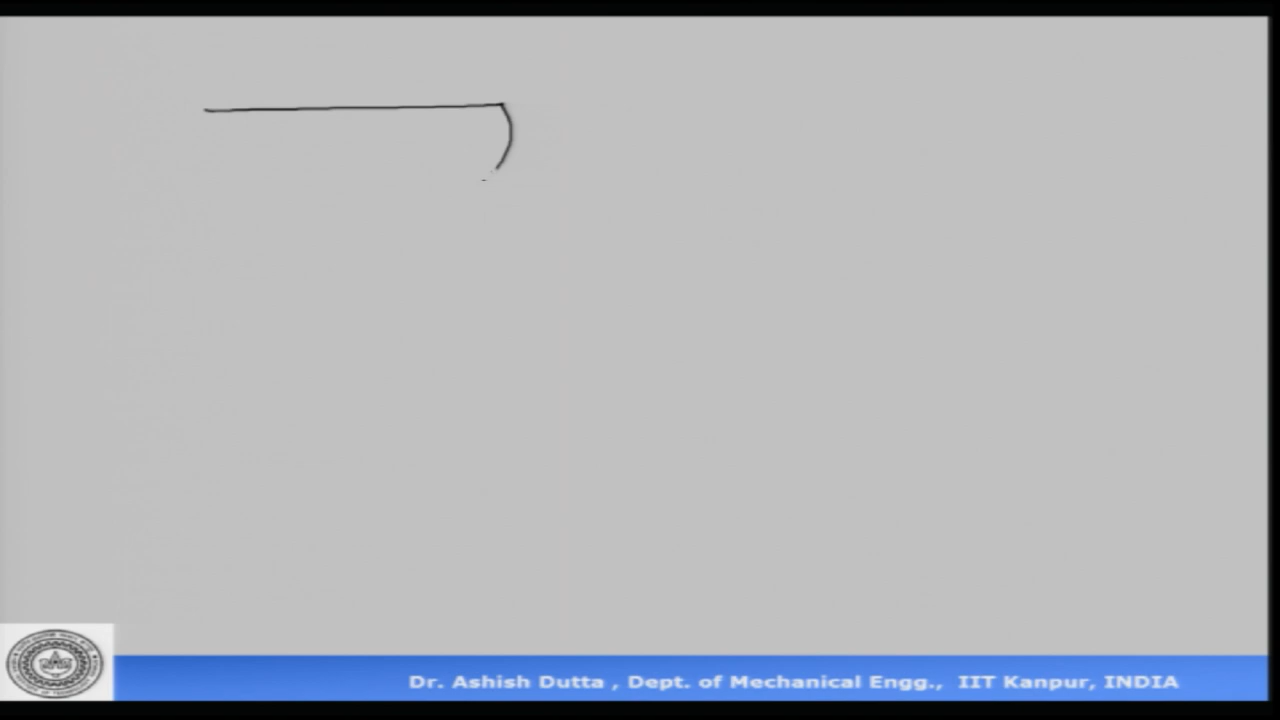 Dr. Ashish Dutta , Dept. of Mechanical Engg., IIT Kanpur, INDIA